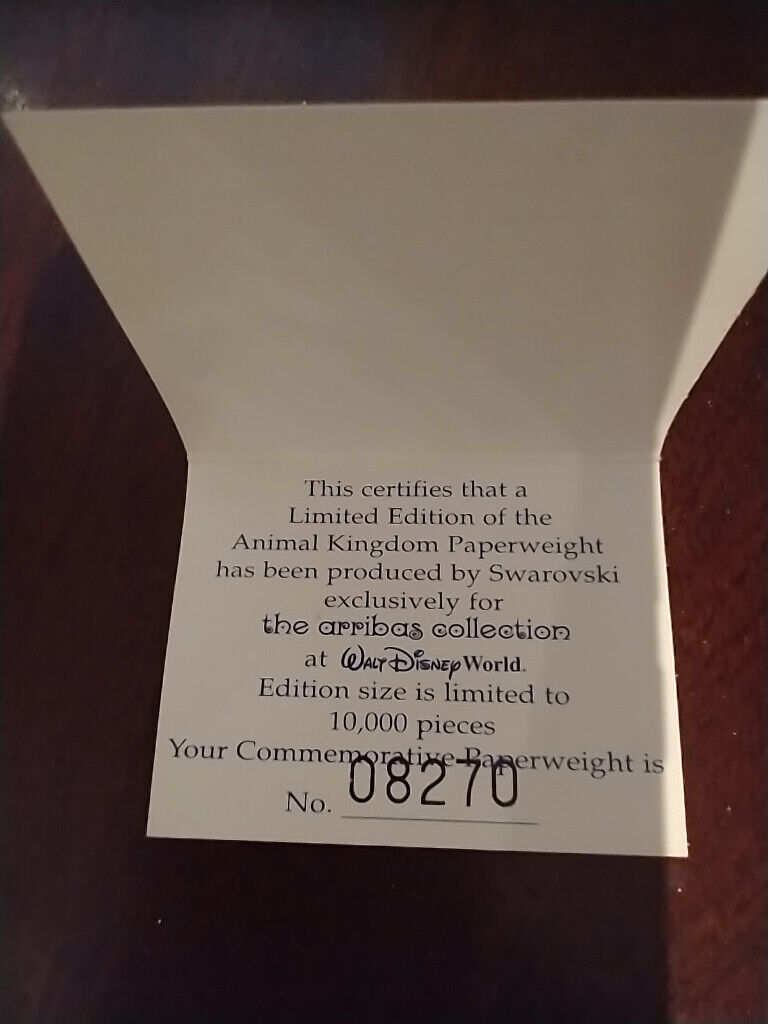 This certifies that a
Limited Edition of the
Animal Kingdom Paperweight
has been produced by Swarovski
exclusively for
the arribas collection
at Walt Disney World.
Edition size is limited to
10,000 pieces
Your Commemorative Paperweight is
No. 08270